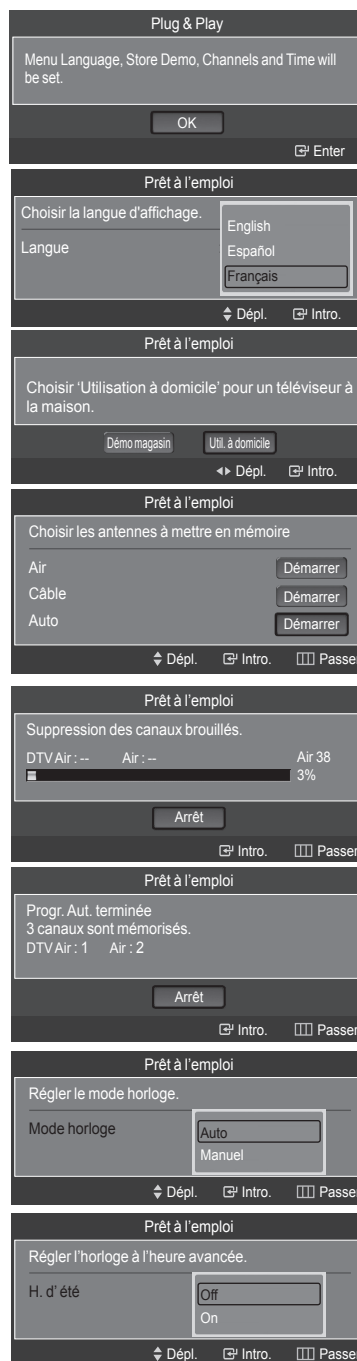 Plug & Play
Menu Language, Store Demo, Channels and Time will
be set.
OK
Enter
Prêt à l'emploi
Choisir la langue d'affichage.
Langue
English
Español
Français
Dépl. Intro.
Prêt à l'emploi
Choisir 'Utilisation à domicile' pour un téléviseur à
la maison.
Démo magasin Util. à domicile
Dépl. Intro.
Prêt à l'emploi
Choisir les antennes à mettre en mémoire
Air Démarrer
Câble Démarrer
Auto Démarrer
Dépl. Intro. Passer
Prêt à l'emploi
Suppression des canaux brouillés.
DTV Air : -- Air : -- Air 38
3%
Arrêt
Intro. Passer
Prêt à l'emploi
Progr. Aut. terminée
3 canaux sont mémorisés.
DTV Air : 1 Air : 2
Arrêt
Intro. Passer
Prêt à l'emploi
Régler le mode horloge.
Mode horloge
Auto
Manuel
Dépl. Intro. Passer
Prêt à l'emploi
Régler l'horloge à l'heure avancée.
H. d' été
Off
On
Dépl. Intro. Passer